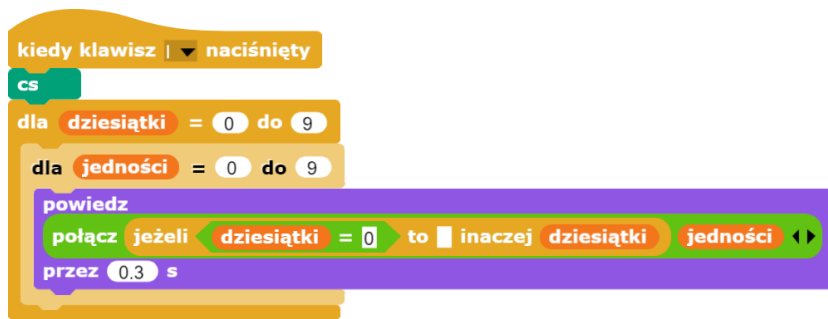 kiedy klawisz | naciśnięty
cs
dla dziesiątki = 0 do 9
dla jedności = 0 do 9
powiedz
połącz jeżeli dziesiątki = 0 to inaczej dziesiątki jedności
przez 0.3 s